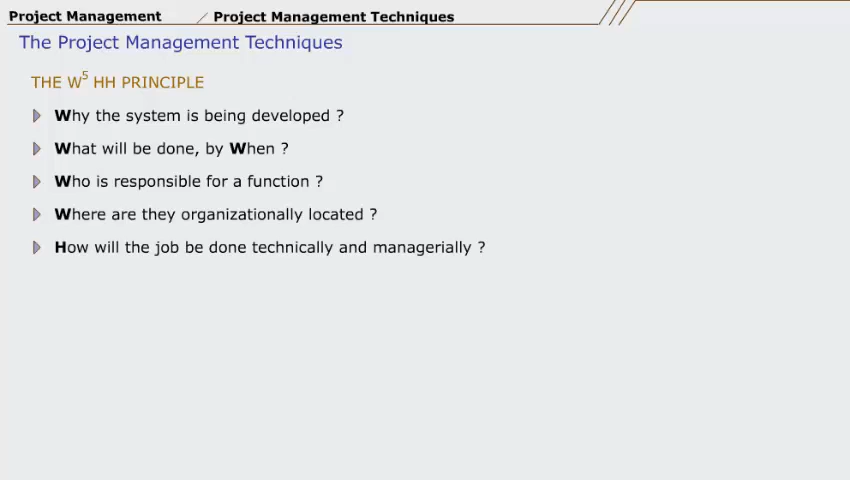 Project Management / Project Management Techniques
The Project Management Techniques
THE W⁵ HH PRINCIPLE
Why the system is being developed ?
What will be done, by When ?
Who is responsible for a function ?
Where are they organizationally located ?
How will the job be done technically and managerially ?